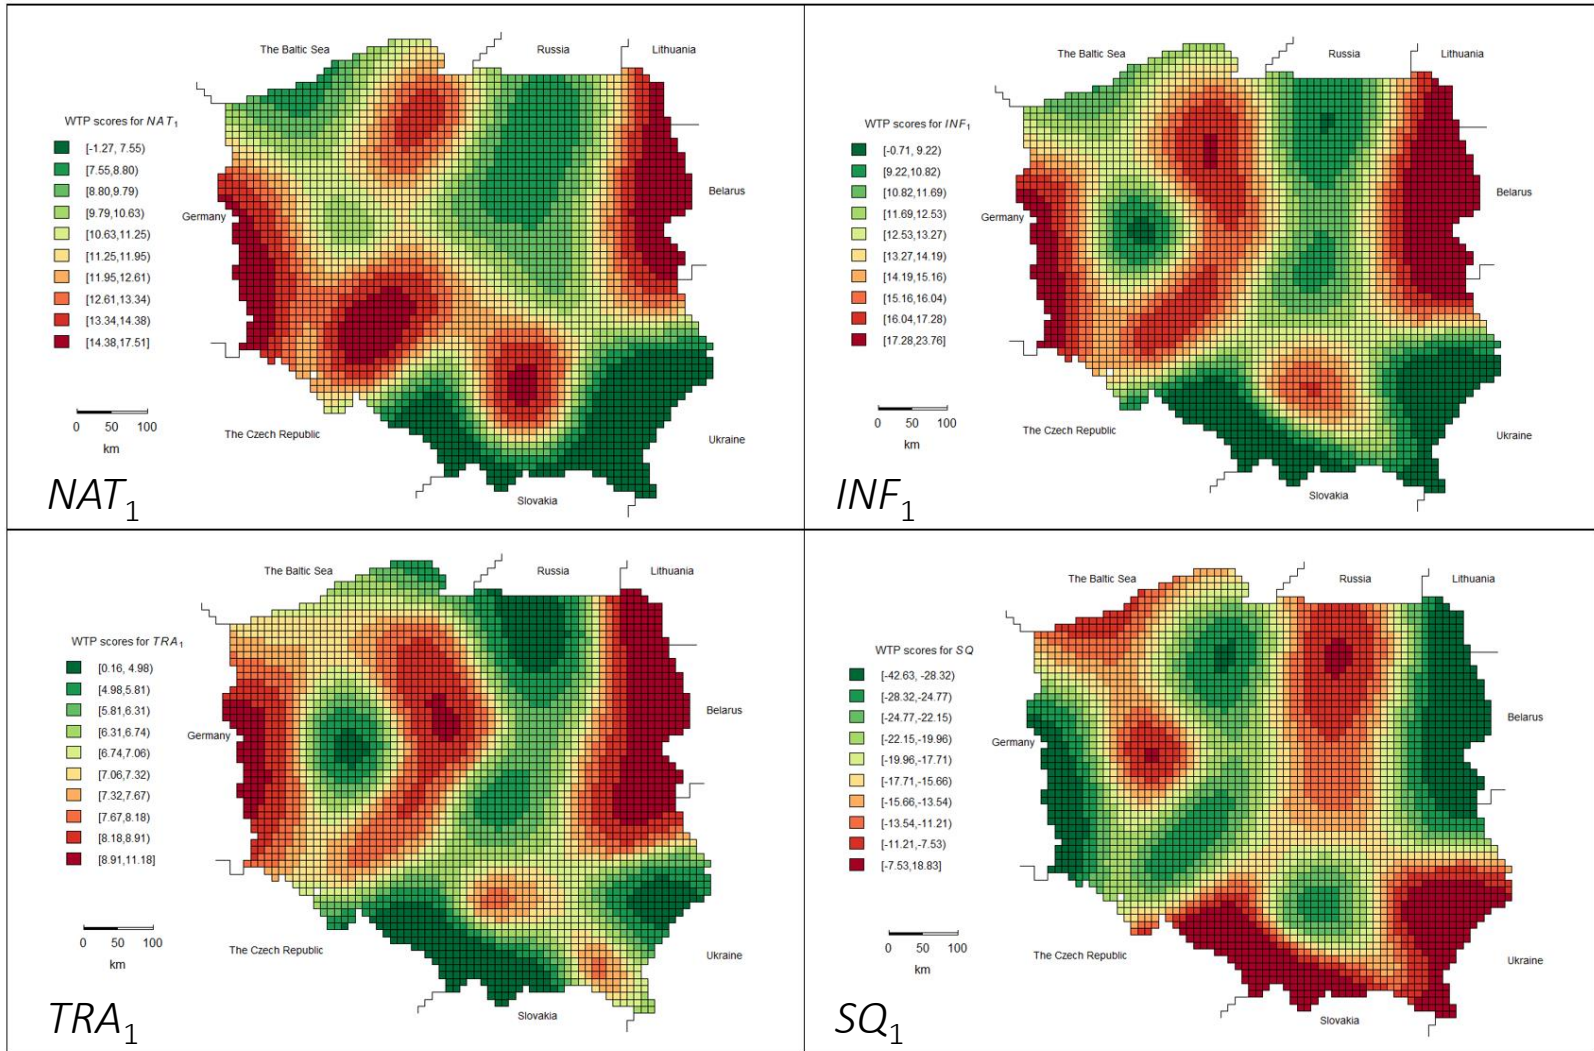 The Baltic Sea
Russia
Lithuania
WTP scores for NAT1
[-1.27, 7.55)
[7.55,8.80)
[8.80,9.79)
[9.79,10.63)
[10.63,11.25)
[11.25,11.95)
[11.95,12.61)
[12.61,13.34)
[13.34,14.38)
[14.38,17.51]
Germany
Belarus
0 50 100
km
The Czech Republic
Ukraine
Slovakia
NAT1
The Baltic Sea
Russia
Lithuania
WTP scores for INF1
[-0.71, 9.22)
[9.22,10.82)
[10.82,11.69)
[11.69,12.53)
[12.53,13.27)
[13.27,14.19)
[14.19,15.16)
[15.16,16.04)
[16.04,17.28)
[17.28,23.76]
Germany
Belarus
0 50 100
km
The Czech Republic
Ukraine
Slovakia
INF1
The Baltic Sea
Russia
Lithuania
WTP scores for TRA1
[0.16, 4.98)
[4.98,5.81)
[5.81,6.31)
[6.31,6.74)
[6.74,7.06)
[7.06,7.32)
[7.32,7.67)
[7.67,8.18)
[8.18,8.91)
[8.91,11.18]
Germany
Belarus
0 50 100
km
The Czech Republic
Ukraine
Slovakia
TRA1
The Baltic Sea
Russia
Lithuania
WTP scores for SQ
[-42.63, -28.32)
[-28.32,-24.77)
[-24.77,-22.15)
[-22.15,-19.96)
[-19.96,-17.71)
[-17.71,-15.66)
[-15.66,-13.54)
[-13.54,-11.21)
[-11.21,-7.53)
[-7.53,18.83]
Germany
Belarus
0 50 100
km
The Czech Republic
Ukraine
Slovakia
SQ1